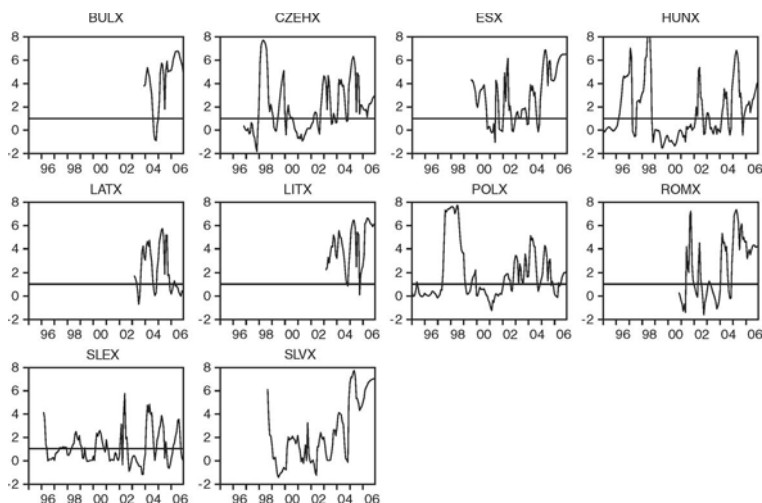 BULX CZEHX ESX HUNX
8 8 8 8
6 6 6 6
4 4 4 4
2 2 2 2
0 0 0 0
-2 -2 -2 -2
96 98 00 02 04 06 96 98 00 02 04 06 96 98 00 02 04 06 96 98 00 02 04 06
LATX LITX POLX ROMX
8 8 8 8
6 6 6 6
4 4 4 4
2 2 2 2
0 0 0 0
-2 -2 -2 -2
96 98 00 02 04 06 96 98 00 02 04 06 96 98 00 02 04 06 96 98 00 02 04 06
SLEX SLVX
8 8
6 6
4 4
2 2
0 0
-2 -2
96 98 00 02 04 06 96 98 00 02 04 06